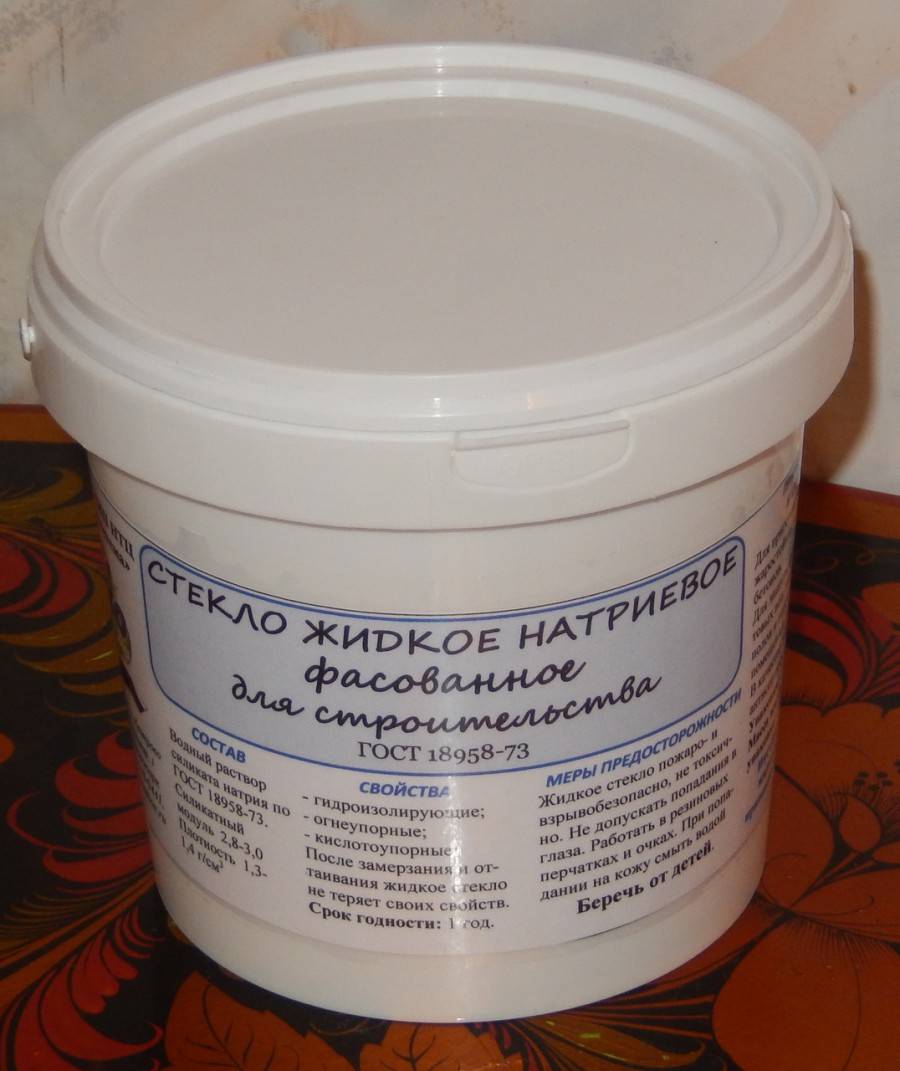 НТЦ
СТЕКЛО ЖИДКОЕ НАТРИЕВОЕ
фасованное
для строительства
ГОСТ 18958-73
СОСТАВ
Водный раствор
силиката натрия по
ГОСТ 18958-73.
Силикатный
модуль 2,8-3,0
Плотность 1,3-
1,4 г/см³
СВОЙСТВА
- гидроизолирующие;
- огнеупорные;
- кислотоупорные
После замерзания и от-
таивания жидкое стекло
не теряет своих свойств.
Срок годности: 1 год.
МЕРЫ ПРЕДОСТОРОЖНОСТИ
Жидкое стекло пожаро- и
взрывобезопасно, не токсич-
но. Не допускать попадания в
глаза. Работать в резиновых
перчатках и очках. При попа-
дании на кожу смыть водой
Беречь от детей.
Для